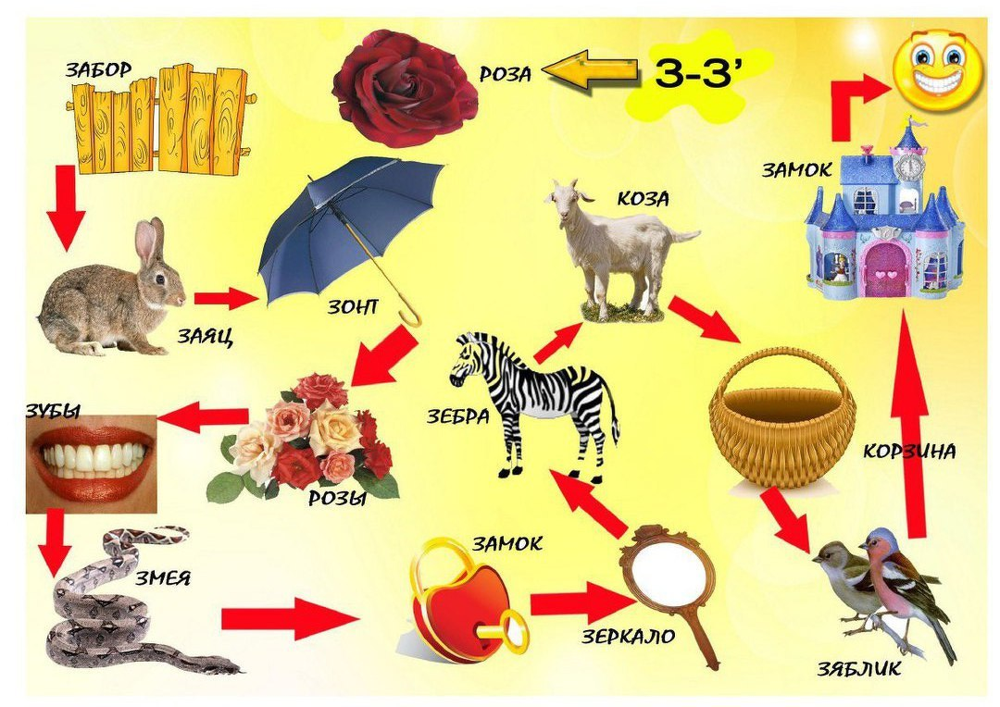 ЗАБОР
РОЗА
З-З’
ЗАМОК
КОЗА
ЗОНТ
ЗАЯЦ
ЗУБЫ
ЗЕБРА
КОРЗИНА
РОЗЫ
ЗАМОК
ЗМЕЯ
ЗЕРКАЛО
ЗЯБЛИК